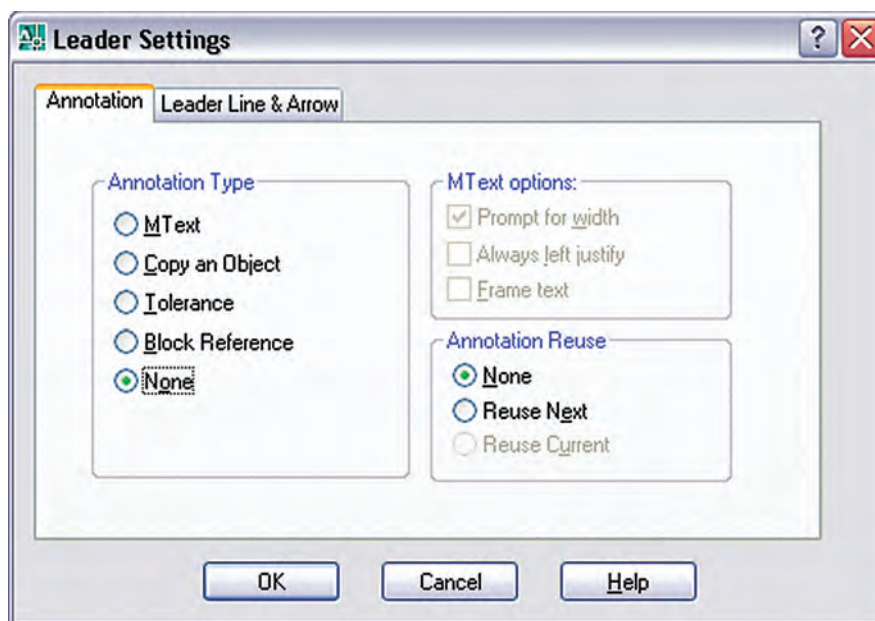 Leader Settings
Annotation
Leader Line & Arrow
Annotation Type
MText
Copy an Object
Tolerance
Block Reference
None
MText options:
Prompt for width
Always left justify
Frame text
Annotation Reuse
None
Reuse Next
Reuse Current
OK
Cancel
Help